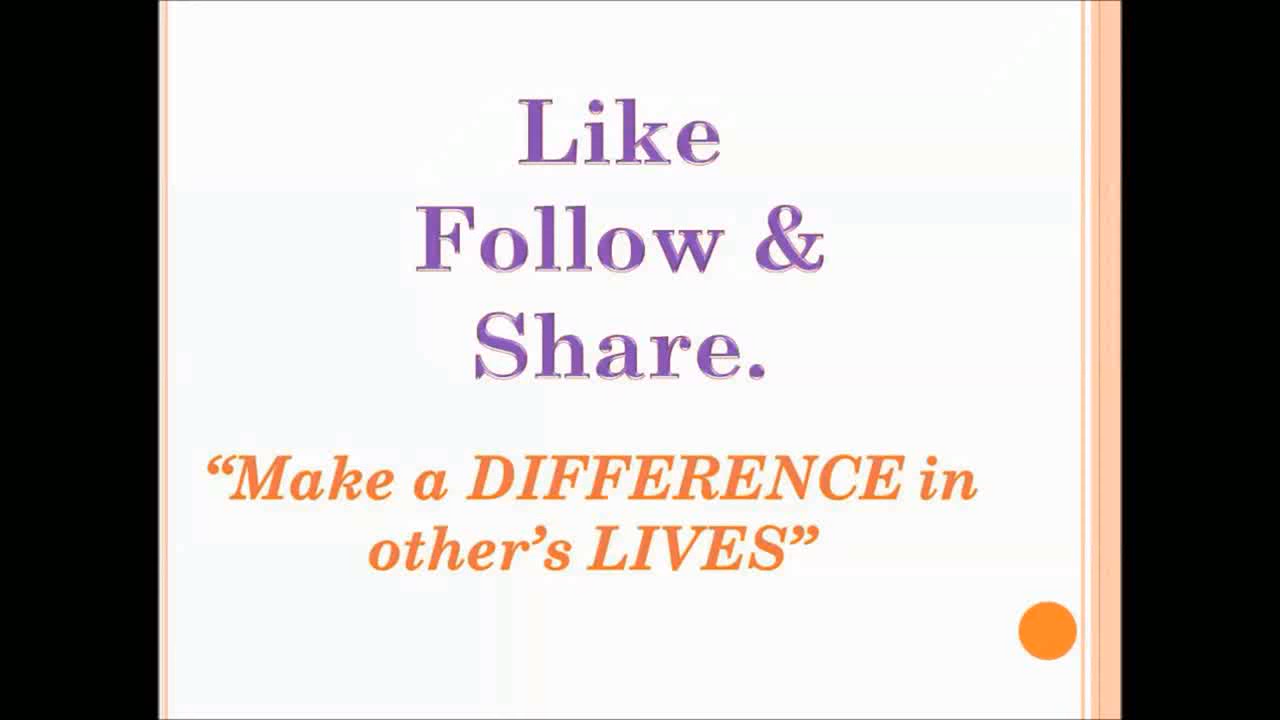 Like
Follow &
Share.
“Make a DIFFERENCE in
other’s LIVES”